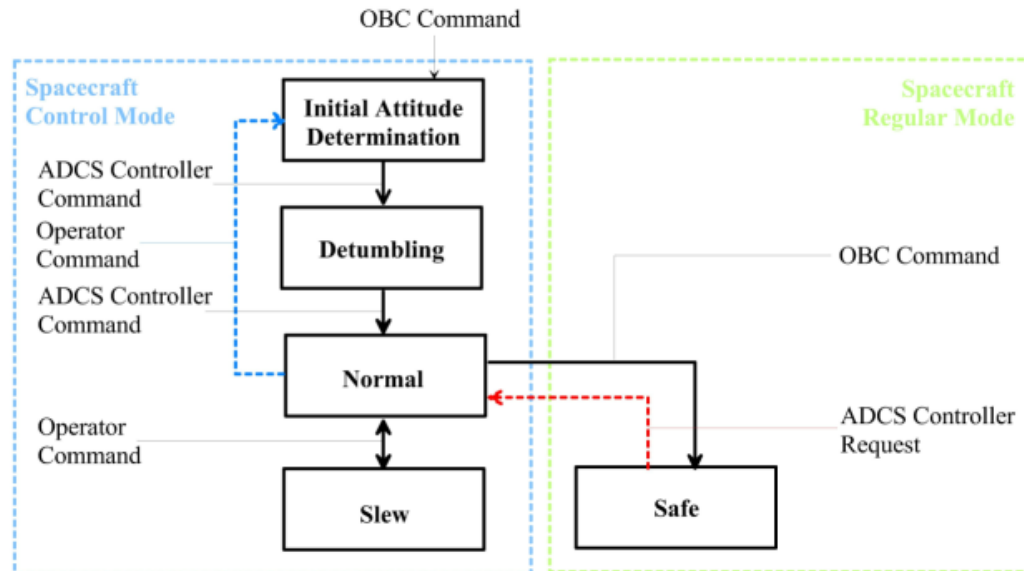 OBC Command
Spacecraft
Control Mode
Spacecraft
Regular Mode
Initial Attitude
Determination
ADCS Controller
Command
Operator
Command
Detumbling
OBC Command
ADCS Controller
Command
Normal
ADCS Controller
Request
Operator
Command
Slew
Safe